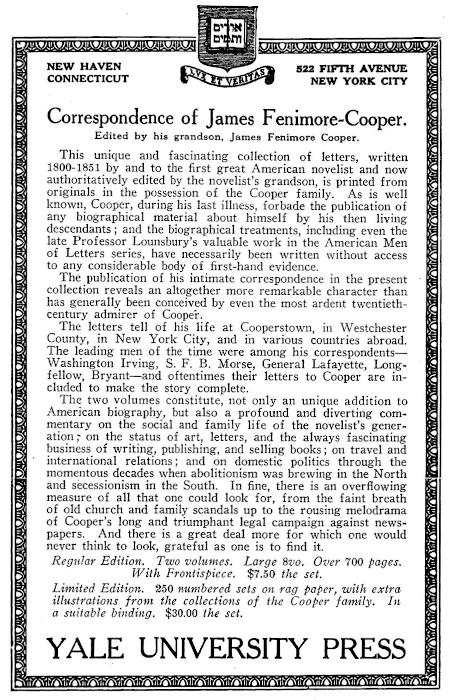 אורים
ותמים
LVX ET VERITAS
NEW HAVEN
CONNECTICUT
522 FIFTH AVENUE
NEW YORK CITY
Correspondence of James Fenimore-Cooper.
Edited by his grandson, James Fenimore Cooper.
This unique and fascinating collection of letters, written
1800-1851 by and to the first great American novelist and now
authoritatively edited by the novelist's grandson, is printed from
originals in the possession of the Cooper family. As is well
known, Cooper, during his last illness, forbade the publication of
any biographical material about himself by his then living
descendants; and the biographical treatments, including even the
late Professor Lounsbury's valuable work in the American Men
of Letters series, have necessarily been written without access
to any considerable body of first-hand evidence.
The publication of his intimate correspondence in the present
collection reveals an altogether more remarkable character than
has generally been conceived by even the most ardent twentieth-
century admirer of Cooper.
The letters tell of his life at Cooperstown, in Westchester
County, in New York City, and in various countries abroad.
The leading men of the time were among his correspondents—
Washington Irving, S. F. B. Morse, General Lafayette, Long-
fellow, Bryant—and oftentimes their letters to Cooper are in-
cluded to make the story complete.
The two volumes constitute, not only an unique addition to
American biography, but also a profound and diverting com-
mentary on the social and family life of the novelist's gener-
ation; on the status of art, letters, and the always fascinating
business of writing, publishing, and selling books; on travel and
international relations; and on domestic politics through the
momentous decades when abolitionism was brewing in the North
and secessionism in the South. In fine, there is an overflowing
measure of all that one could look for, from the faint breath
of old church and family scandals up to the rousing melodrama
of Cooper's long and triumphant legal campaign against news-
papers. And there is a great deal more for which one would
never think to look, grateful as one is to find it.
Regular Edition. Two volumes. Large 8vo. Over 700 pages.
With Frontispiece. $7.50 the set.
Limited Edition. 250 numbered sets on rag paper, with extra
illustrations from the collections of the Cooper family. In
a suitable binding. $30.00 the set.
YALE UNIVERSITY PRESS